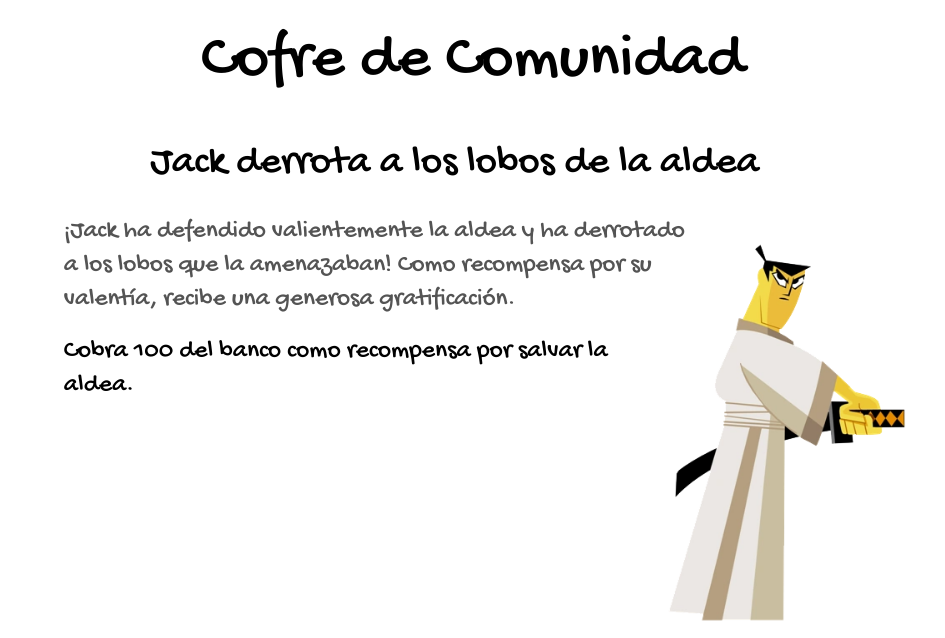 Cofre de Comunidad
Jack derrota a los lobos de la aldea
¡Jack ha defendido valientemente la aldea y ha derrotado
a los lobos que la amenazaban! Como recompensa por su
valentía, recibe una generosa gratificación.
Cobra 100 del banco como recompensa por salvar la
aldea.